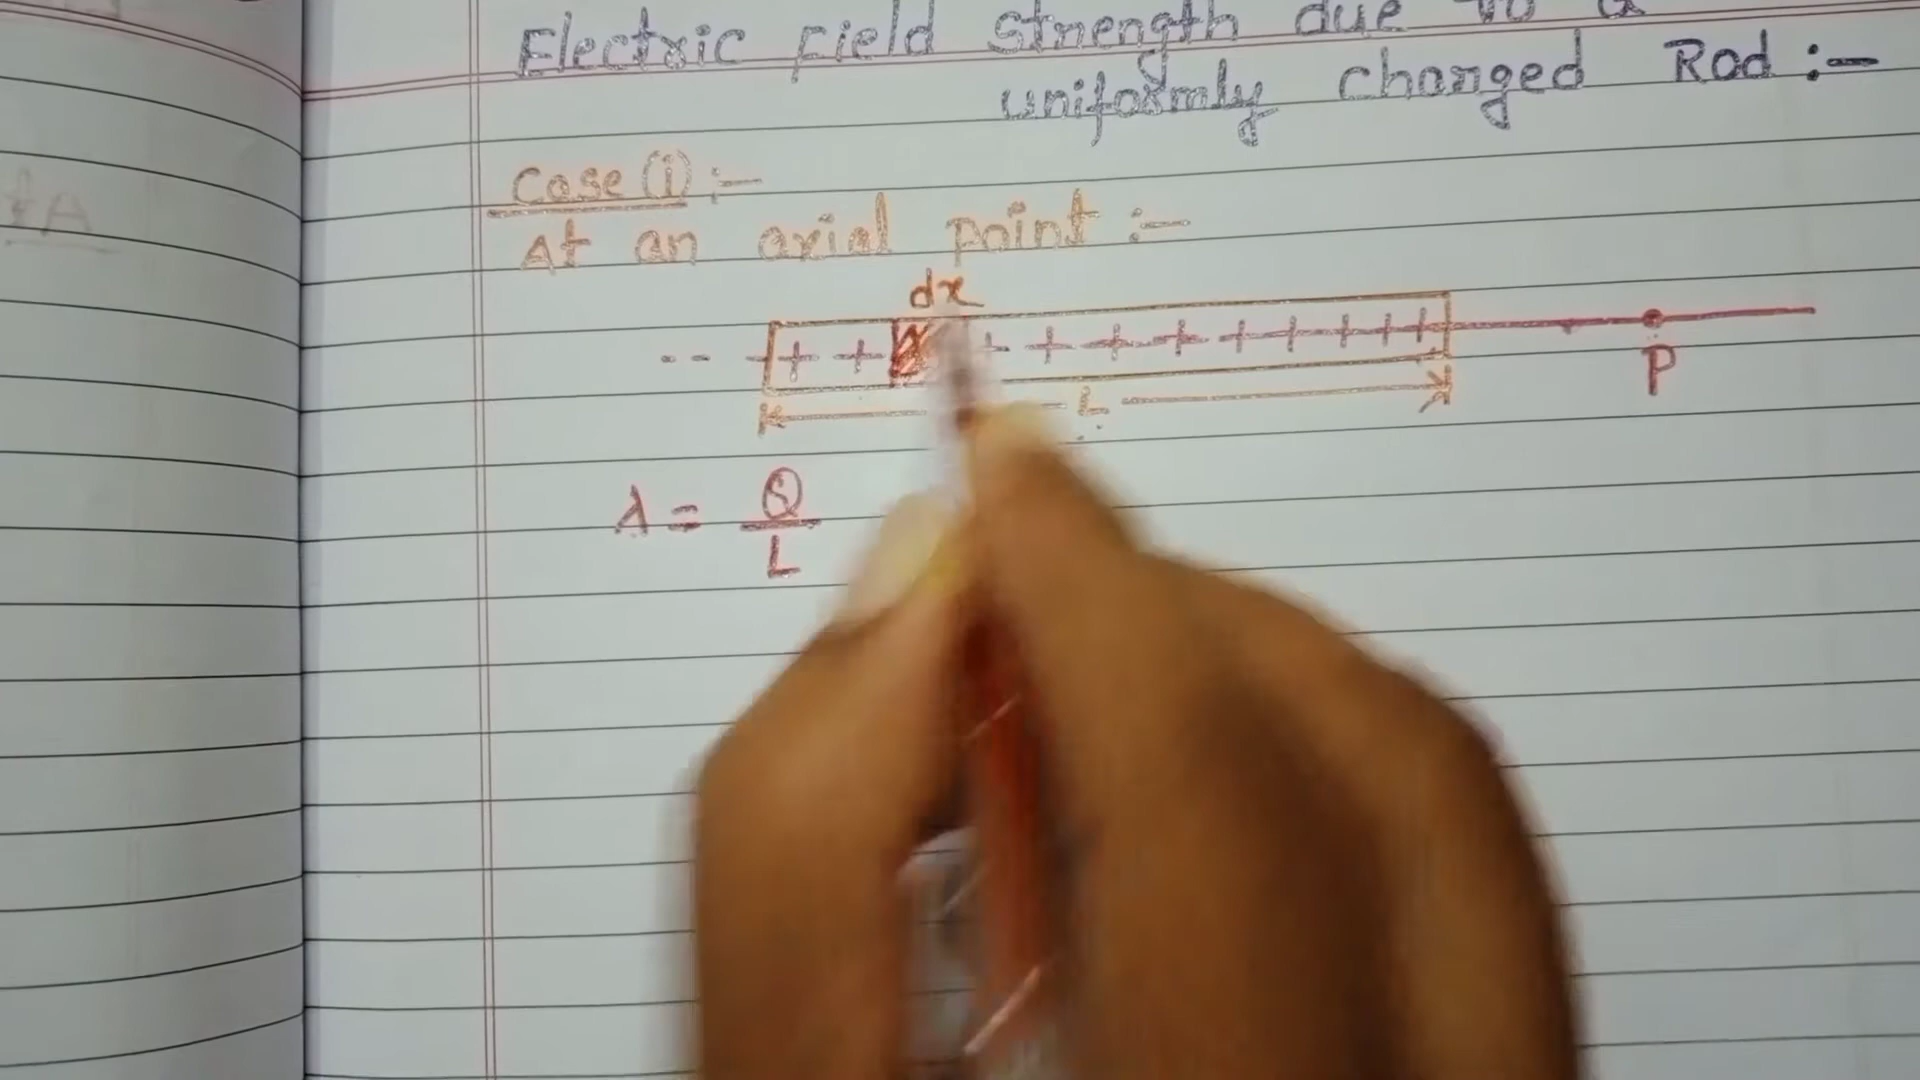 Electric Field Strength due to a
uniformly charged Rod :-
Case (i) :-
At an axial point :-
dx
-- + + + + + + + + + + +
P
L
λ = Q
L